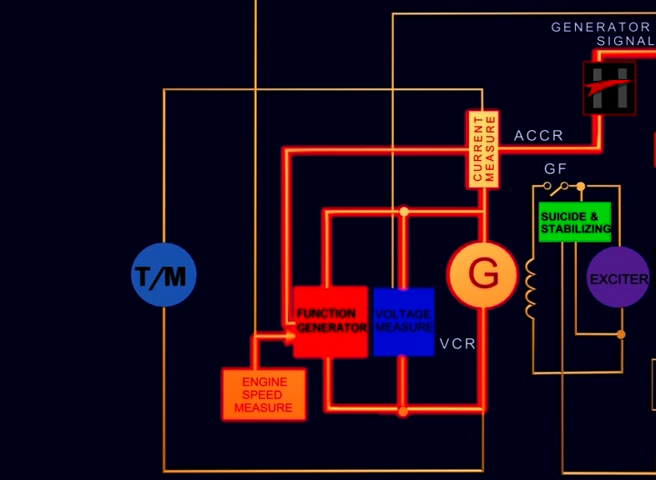 GENERATOR
SIGNAL
ACCR
CURRENT
MEASURE
GF
SUICIDE &
STABILIZING
T/M
G
EXCITER
FUNCTION
GENERATOR
VOLTAGE
MEASURE
VCR
ENGINE
SPEED
MEASURE